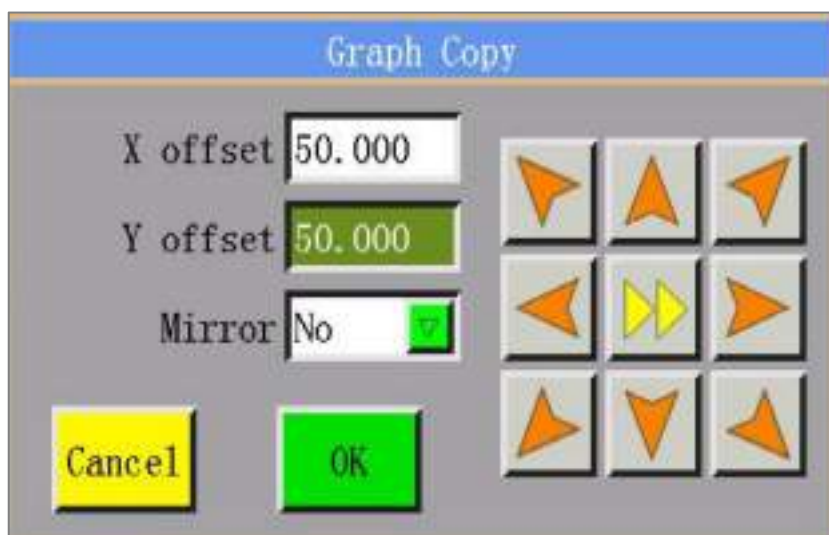 Graph Copy
X offset 50.000
Y offset 50.000
Mirror No
Cancel OK